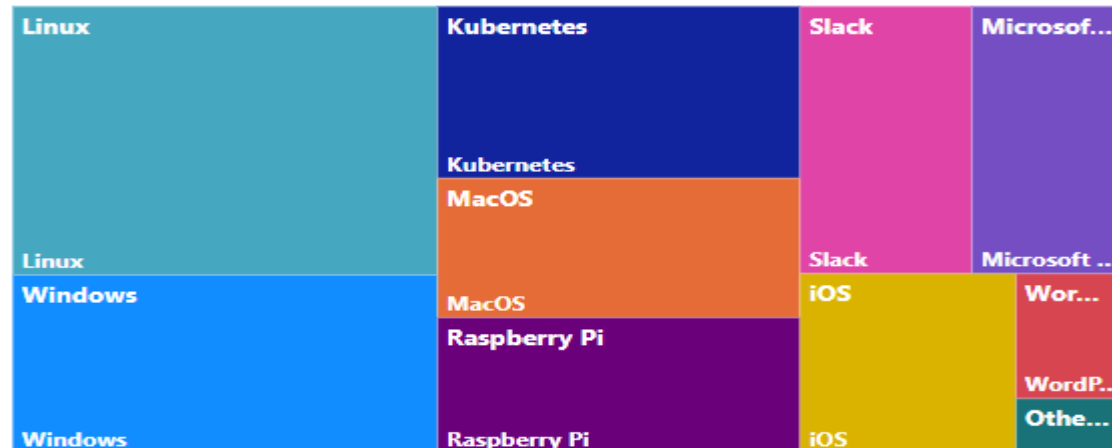 Linux
Linux
Windows
Windows
Kubernetes
Kubernetes
MacOS
MacOS
Raspberry Pi
Raspberry Pi
Slack
Slack
Microsof...
Microsoft ...
iOS
iOS
Wor...
WordP...
Othe...